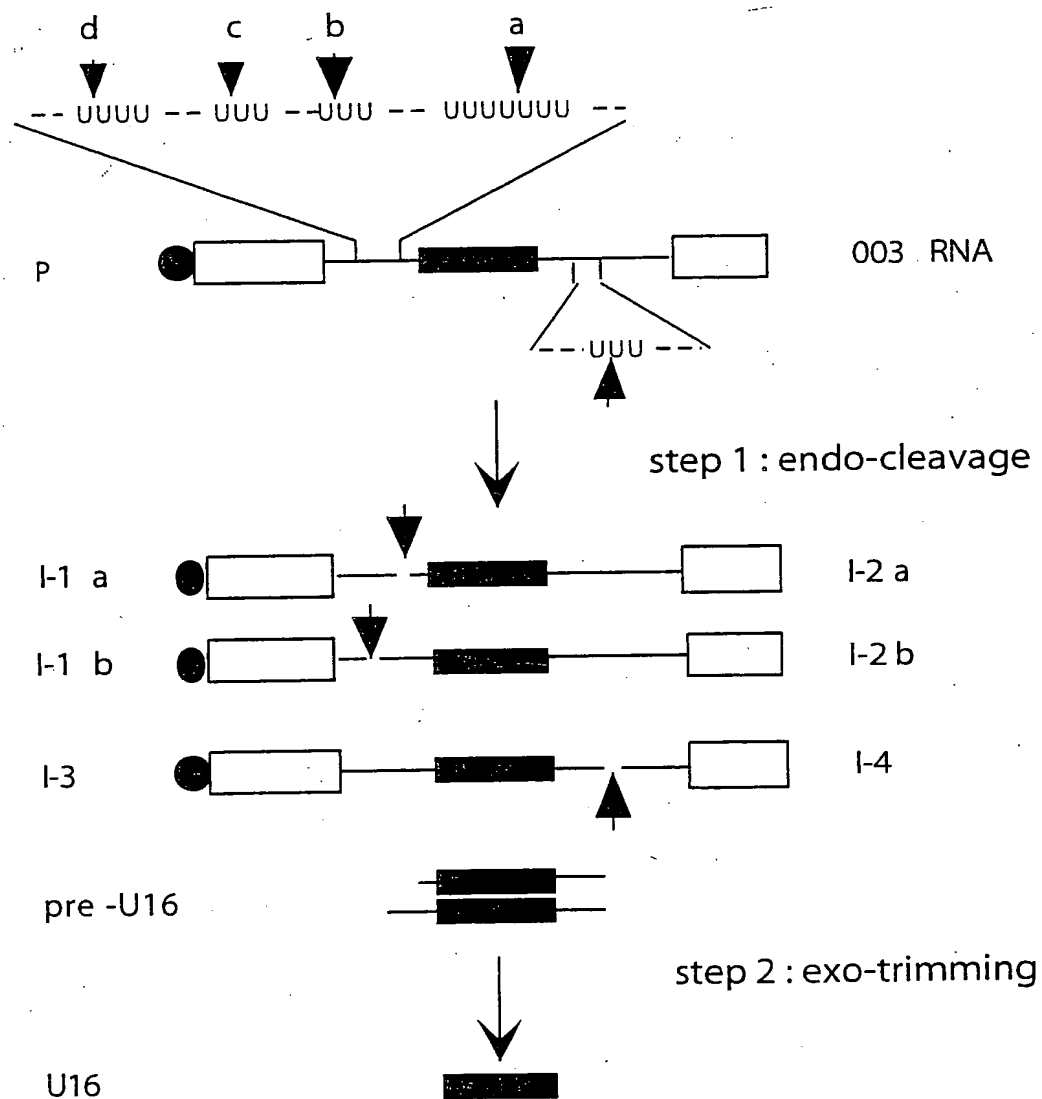 d c b a
-- UUUU -- UUU --UUU -- UUUUUUU --
P 003 RNA
---UUU---
step 1 : endo-cleavage
I-1 a I-2 a
I-1 b I-2 b
I-3 I-4
pre -U16
step 2 : exo-trimming
U16